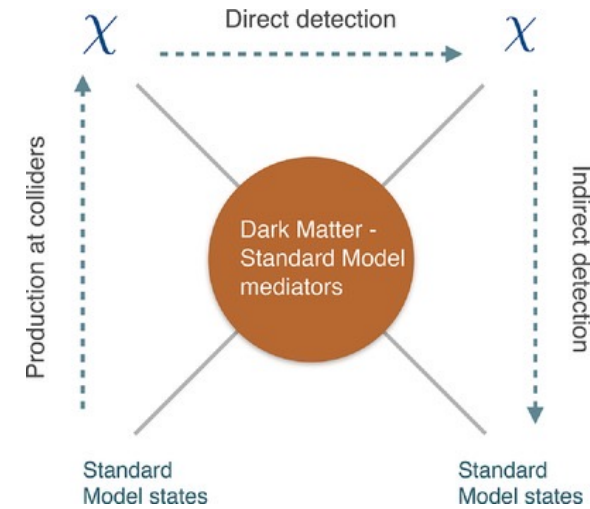 Direct detection
χ
χ
Production at colliders
Dark Matter -
Standard Model
mediators
Indirect detection
Standard
Model states
Standard
Model states